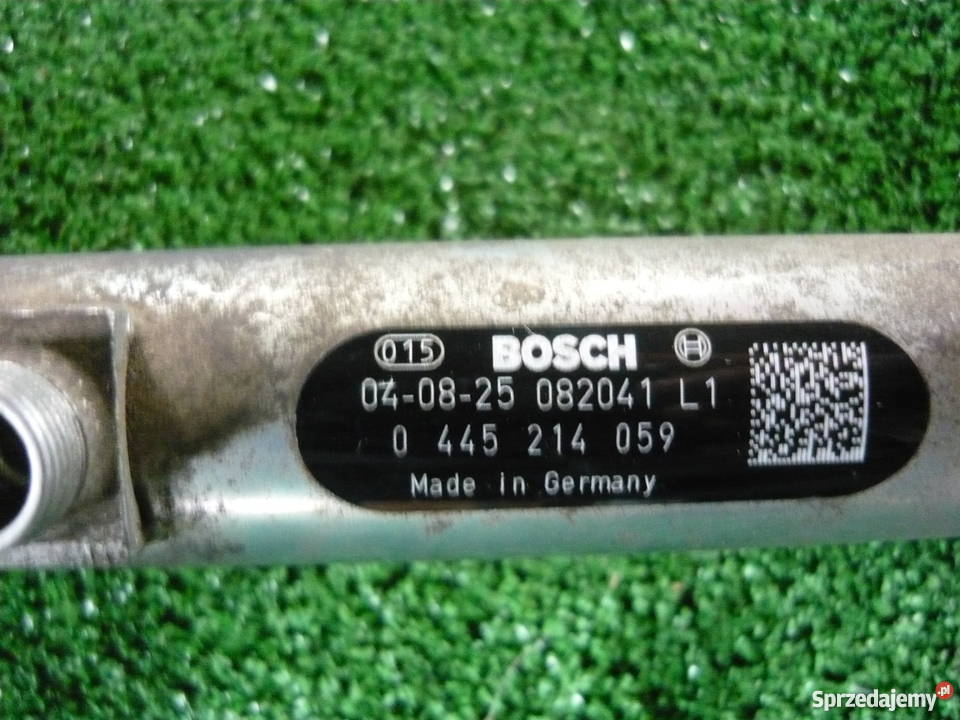 015 BOSCH
04-08-25 082041 L1
0 445 214 059
Made in Germany
Sprzedajemy.pl